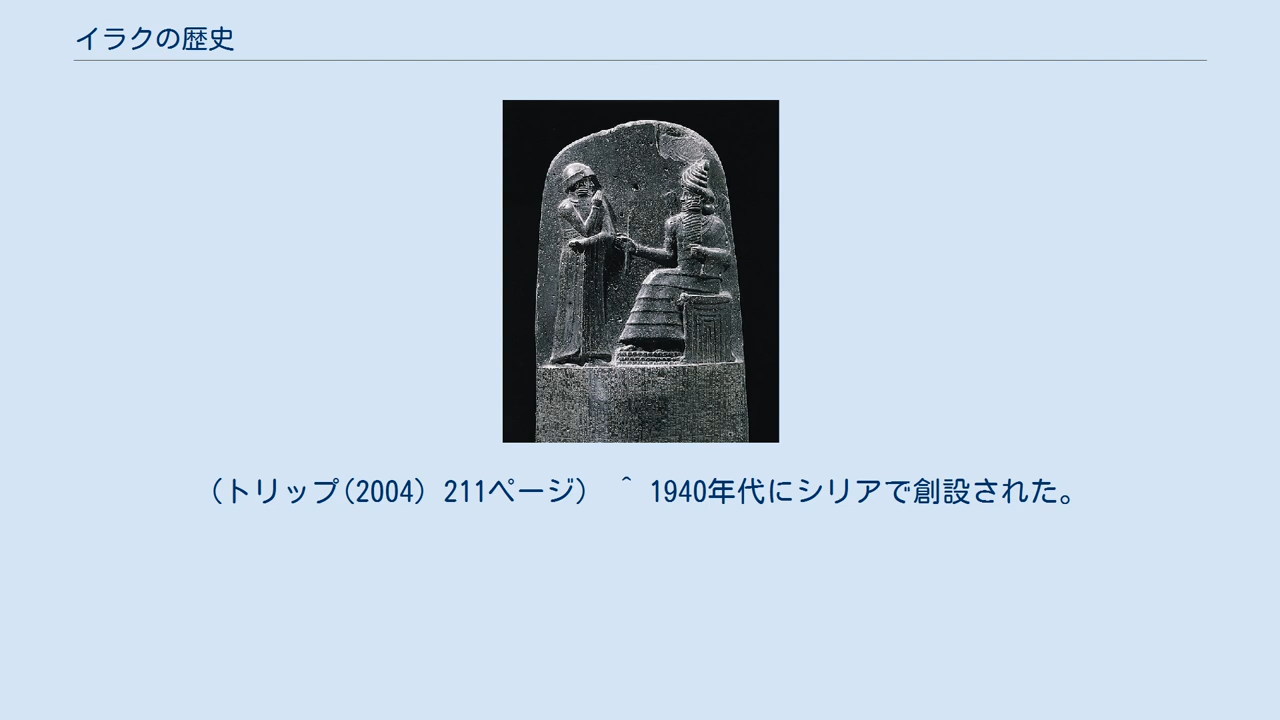 イラクの歴史
（トリップ(2004) 211ページ） ^ 1940年代にシリアで創設された。